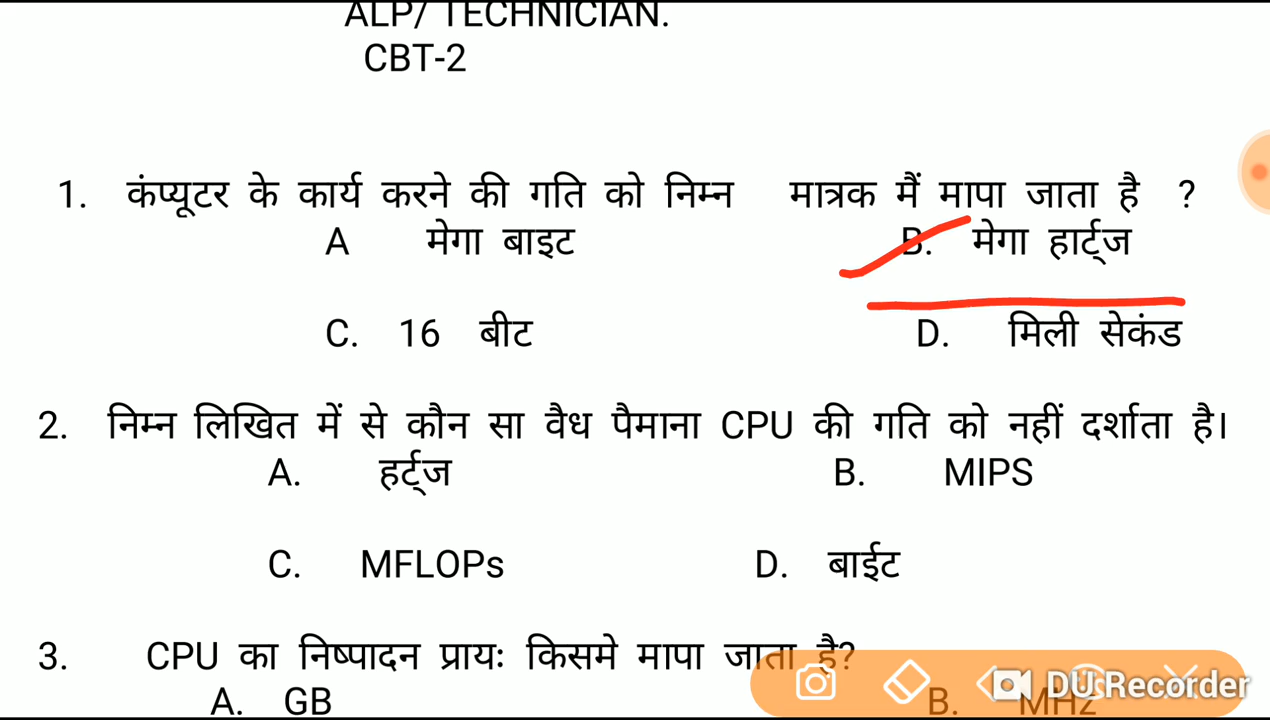 ALP/ TECHNICIAN.
CBT-2
1. कंप्यूटर के कार्य करने की गति को निम्न मात्रक मैं मापा जाता है ?
A मेगा बाइट B. मेगा हार्ट्ज
C. 16 बीट D. मिली सेकंड
2. निम्न लिखित में से कौन सा वैध पैमाना CPU की गति को नहीं दर्शाता है।
A. हर्ट्ज B. MIPS
C. MFLOPs D. बाईट
3. CPU का निष्पादन प्रायः किसमे मापा जाता है?
A. GB B. MHz
DU Recorder